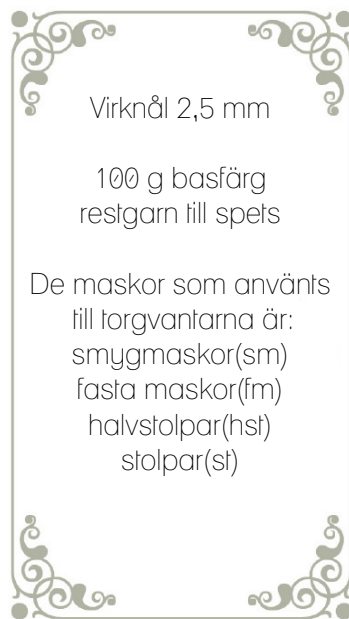 Virknål 2,5 mm
100 g basfärg
restgarn till spets
De maskor som använts
till torgvantarna är:
smygmaskor(sm)
fasta maskor(fm)
halvstolpar(hst)
stolpar(st)